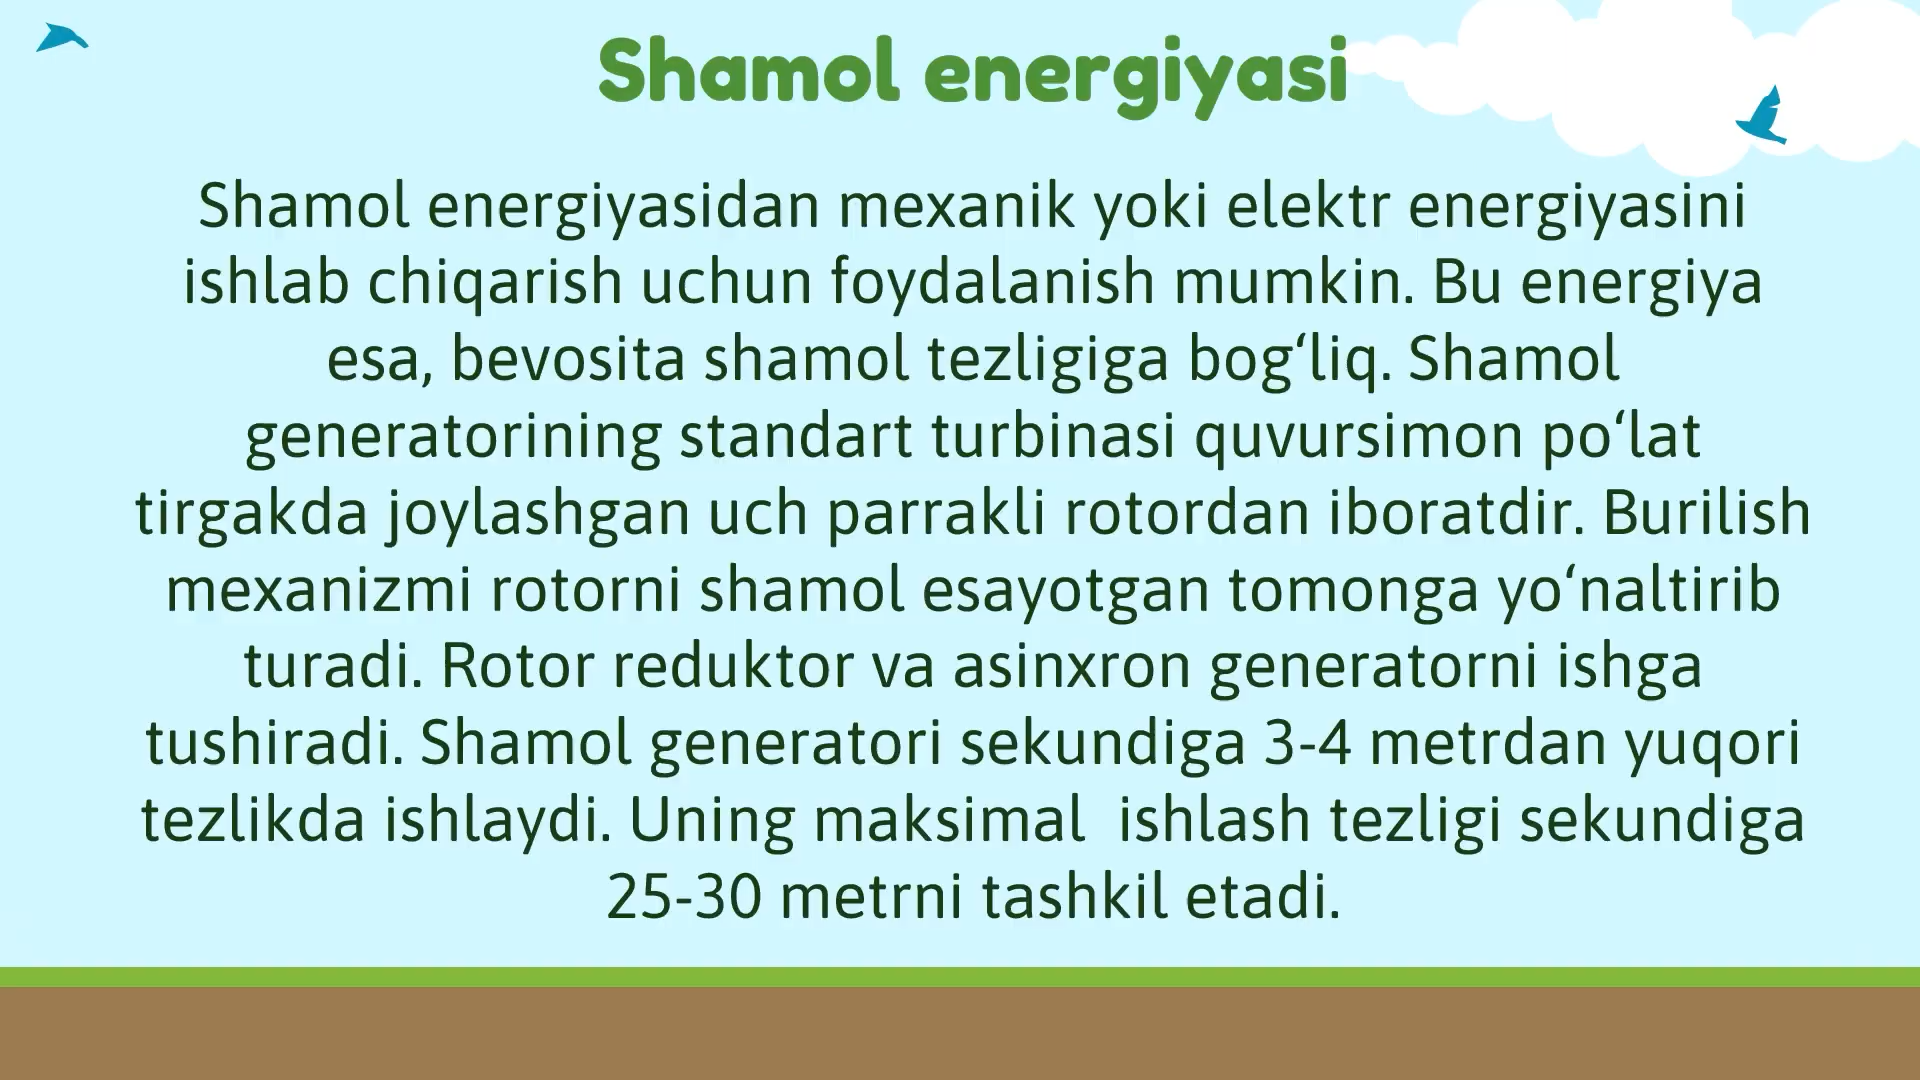 Shamol energiyasi
Shamol energiyasidan mexanik yoki elektr energiyasini
ishlab chiqarish uchun foydalanish mumkin. Bu energiya
esa, bevosita shamol tezligiga bog‘liq. Shamol
generatorining standart turbinasi quvursimon po‘lat
tirgakda joylashgan uch parrakli rotordan iboratdir. Burilish
mexanizmi rotorni shamol esayotgan tomonga yo‘naltirib
turadi. Rotor reduktor va asinxron generatorni ishga
tushiradi. Shamol generatori sekundiga 3-4 metrdan yuqori
tezlikda ishlaydi. Uning maksimal  ishlash tezligi sekundiga
25-30 metrni tashkil etadi.